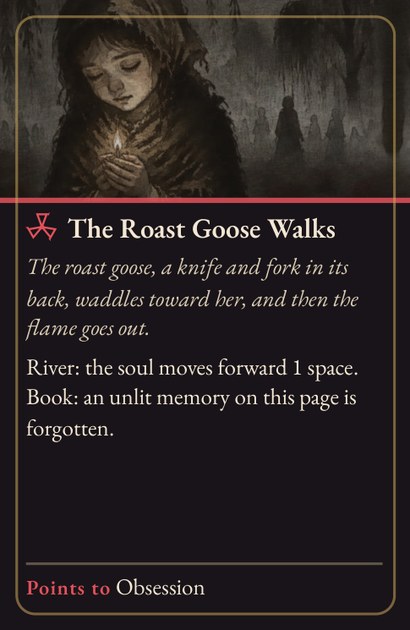 The Roast Goose Walks
The roast goose, a knife and fork in its
back, waddles toward her, and then the
flame goes out.
River: the soul moves forward 1 space.
Book: an unlit memory on this page is
forgotten.
Points to Obsession